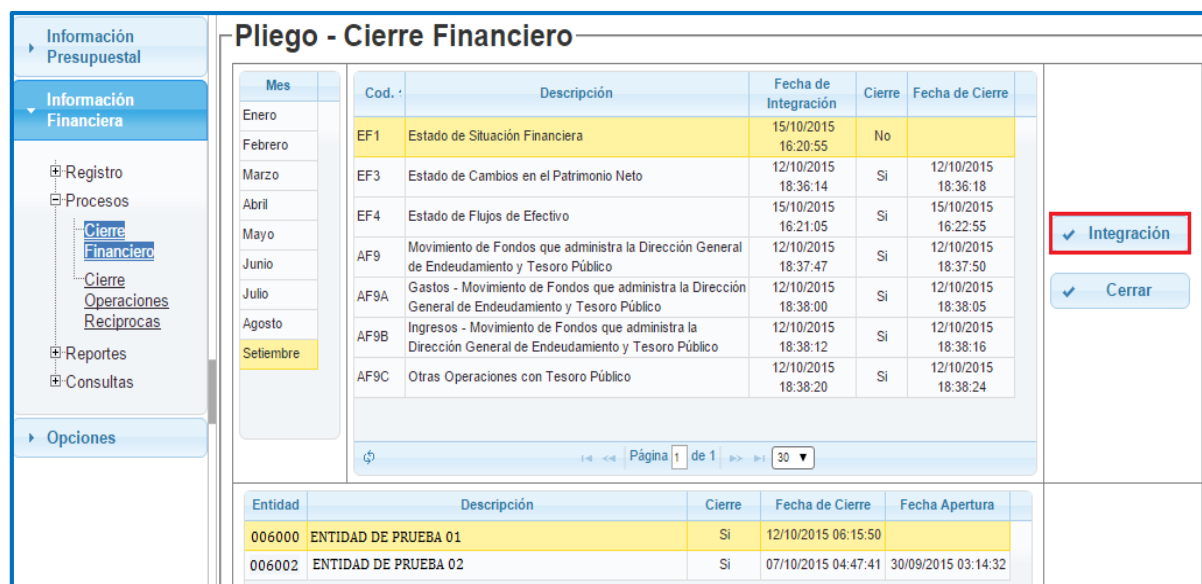 Información
Presupuestal
Información
Financiera
Registro
Procesos
Cierre
Financiero
Cierre
Operaciones
Reciprocas
Reportes
Consultas
Opciones
Pliego - Cierre Financiero
Mes
Enero
Febrero
Marzo
Abril
Mayo
Junio
Julio
Agosto
Setiembre
Cod. Descripción Fecha de Integración Cierre Fecha de Cierre
EF1 Estado de Situación Financiera 15/10/2015 16:20:55 No
EF3 Estado de Cambios en el Patrimonio Neto 12/10/2015 18:36:14 Si 12/10/2015 18:36:18
EF4 Estado de Flujos de Efectivo 15/10/2015 16:21:05 Si 15/10/2015 16:22:55
AF9 Movimiento de Fondos que administra la Dirección General de Endeudamiento y Tesoro Público 12/10/2015 18:37:47 Si 12/10/2015 18:37:50
AF9A Gastos - Movimiento de Fondos que administra la Dirección General de Endeudamiento y Tesoro Público 12/10/2015 18:38:00 Si 12/10/2015 18:38:05
AF9B Ingresos - Movimiento de Fondos que administra la Dirección General de Endeudamiento y Tesoro Público 12/10/2015 18:38:12 Si 12/10/2015 18:38:16
AF9C Otras Operaciones con Tesoro Público 12/10/2015 18:38:20 Si 12/10/2015 18:38:24
Página 1 de 1 30
Integración
Cerrar
Entidad Descripción Cierre Fecha de Cierre Fecha Apertura
006000 ENTIDAD DE PRUEBA 01 Si 12/10/2015 06:15:50
006002 ENTIDAD DE PRUEBA 02 Si 07/10/2015 04:47:41 30/09/2015 03:14:32